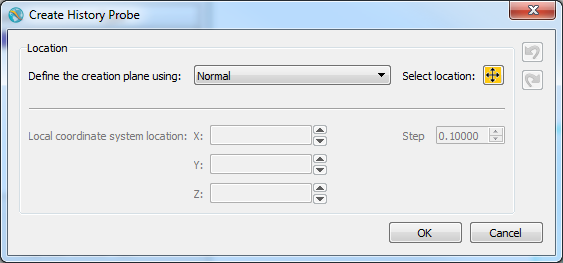 Create History Probe
Location
Define the creation plane using: Normal Select location:
Local coordinate system location: X: Step 0.10000
Y:
Z:
OK Cancel